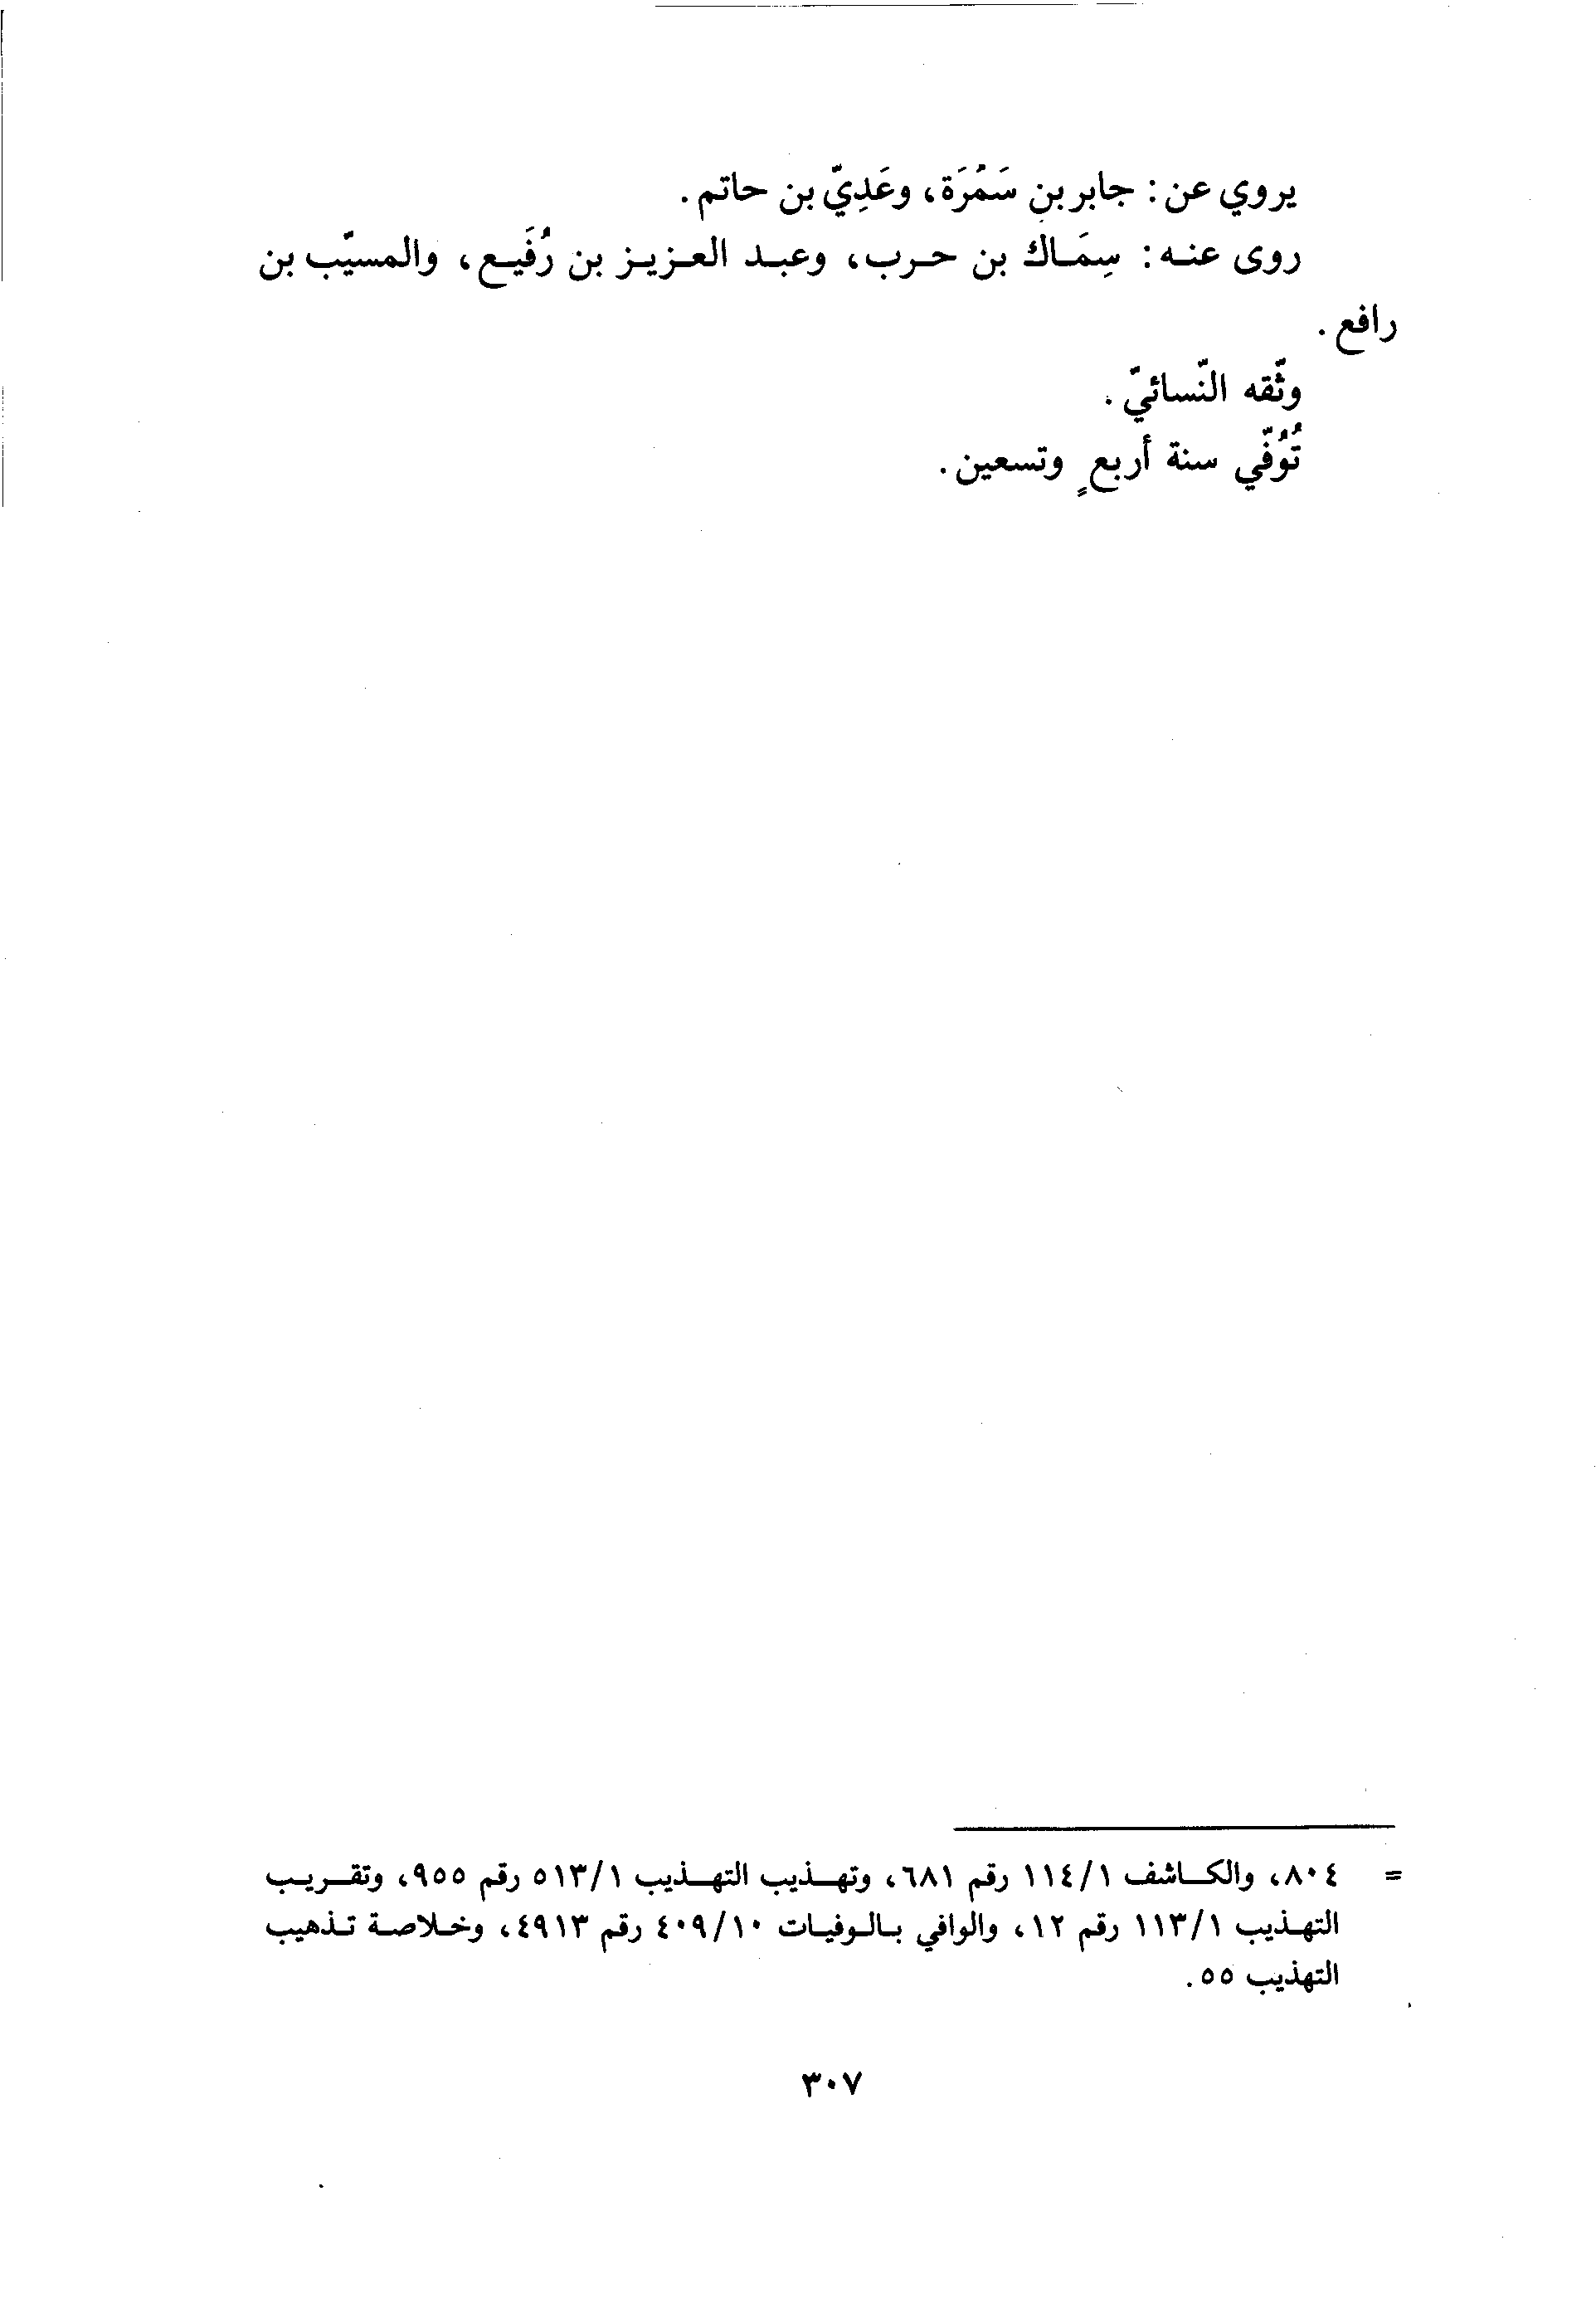 يروي عن : جابر بن سَمُرَة، وعَدِيّ بن حاتم .
روى عنه : سِمَاك بن حرب، وعبد العزيز بن رُفَيع، والمسيّب بن
رافع .
وثّقه النّسائيّ .
تُوُفّي سنة أربعٍ وتسعين .
= ٨٠٤، والكاشف ١١٤/١ رقم ٦٨١، وتهذيب التهذيب ٥١٣/١ رقم ٩٥٥، وتقريب
التهذيب ١١٣/١ رقم ١٢، والوافي بالوفيات ٤٠٩/١٠ رقم ٤٩١٣، وخلاصة تذهيب
التهذيب ٥٥ .
٣٠٧